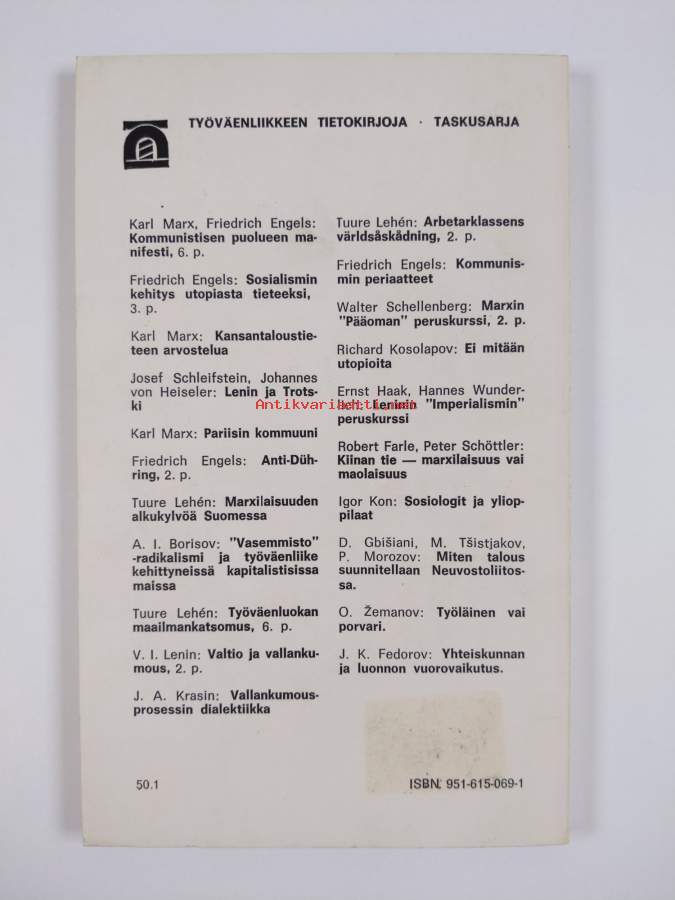 TYÖVÄENLIIKKEEN TIETOKIRJOJA · TASKUSARJA
Karl Marx, Friedrich Engels:
Kommunistisen puolueen ma-
nifesti, 6. p.
Friedrich Engels: Sosialismin
kehitys utopiasta tieteeksi,
3. p.
Karl Marx: Kansantaloustie-
teen arvostelua
Josef Schleifstein, Johannes
von Heiseler: Lenin ja Trots-
ki
Karl Marx: Pariisin kommuuni
Friedrich Engels: Anti-Düh-
ring, 2. p.
Tuure Lehén: Marxilaisuuden
alkukylvöä Suomessa
A. I. Borisov: "Vasemmisto"
-radikalismi ja työväenliike
kehittyneissä kapitalistisissa
maissa
Tuure Lehén: Työväenluokan
maailmankatsomus, 6. p.
V. I. Lenin: Valtio ja vallanku-
mous, 2. p.
J. A. Krasin: Vallankumous-
prosessin dialektiikka
Tuure Lehén: Arbetarklassens
världsåskådning, 2. p.
Friedrich Engels: Kommunis-
min periaatteet
Walter Schellenberg: Marxin
"Pääoman" peruskurssi, 2. p.
Richard Kosolapov: Ei mitään
utopioita
Ernst Haak, Hannes Wunder-
"Imperialismin"
peruskurssi
Robert Farle, Peter Schöttler:
Kiinan tie — marxilaisuus vai
maolaisuus
Igor Kon: Sosiologit ja yliop-
pilaat
D. Gbišiani, M. Tšistjakov,
P. Morozov: Miten talous
suunnitellaan Neuvostoliitos-
sa.
O. Žemanov: Työläinen vai
porvari.
J. K. Fedorov: Yhteiskunnan
ja luonnon vuorovaikutus.
50.1
ISBN 951-615-069-1
Antikvariaatti.net